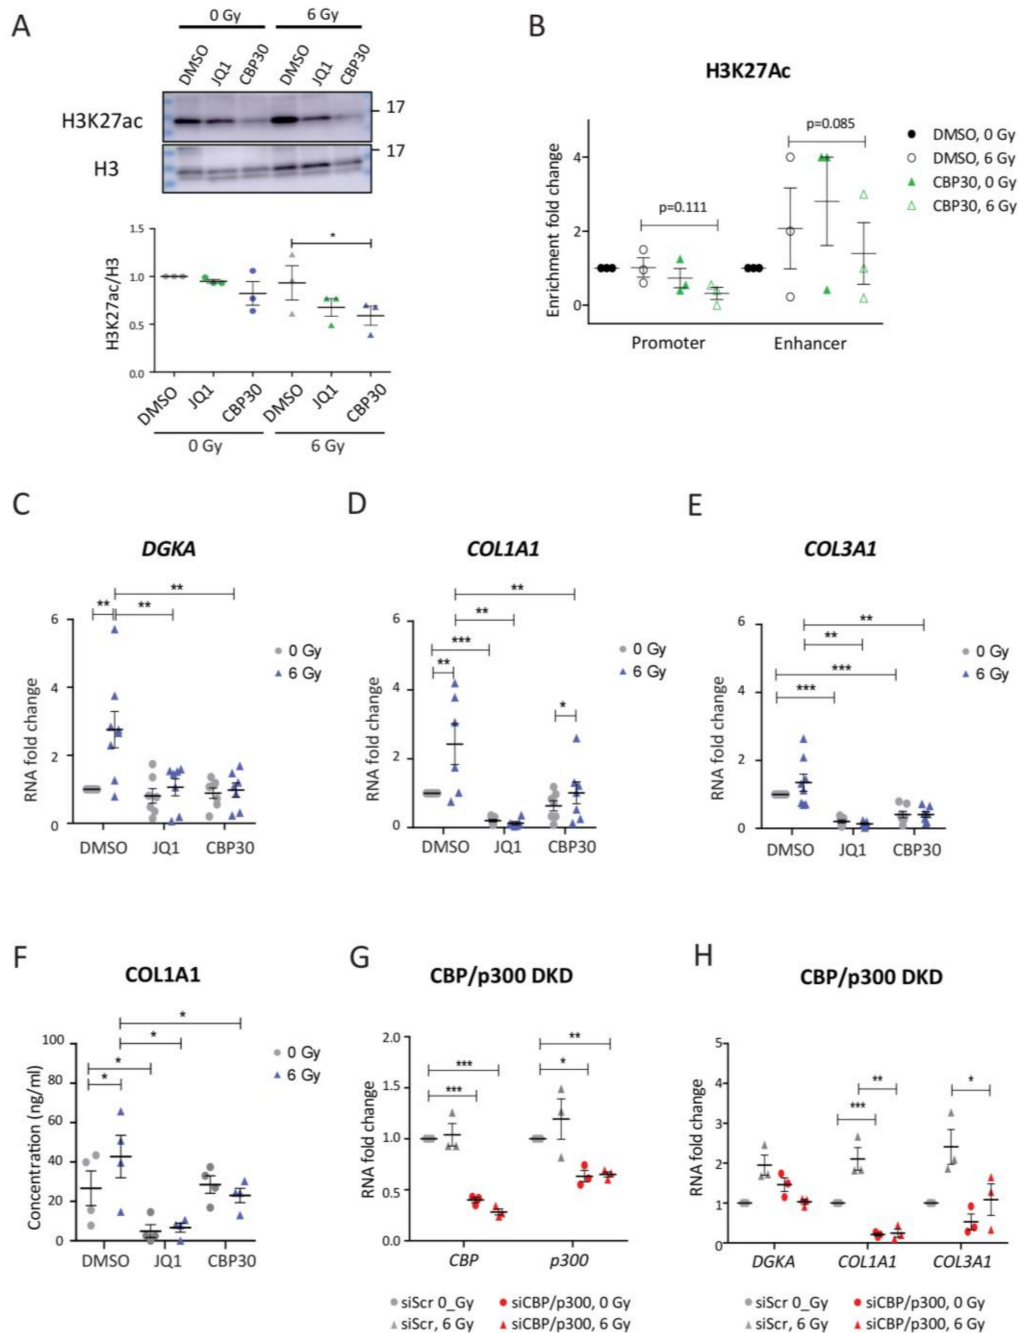 A
0 Gy 6 Gy
DMSO JQ1 CBP30 DMSO JQ1 CBP30
H3K27ac
17
H3
17
H3K27ac/H3
1.5
*
1.0
0.5
0.0
DMSO JQ1 CBP30 DMSO JQ1 CBP30
0 Gy 6 Gy
B
H3K27Ac
Enrichment fold change
4
2
0
p=0.111
p=0.085
Promoter Enhancer
DMSO, 0 Gy
DMSO, 6 Gy
CBP30, 0 Gy
CBP30, 6 Gy
C
DGKA
RNA fold change
6
4
2
0
** ** **
DMSO JQ1 CBP30
0 Gy
6 Gy
D
COL1A1
RNA fold change
6
4
2
0
**
**
***
**
*
DMSO JQ1 CBP30
0 Gy
6 Gy
E
COL3A1
RNA fold change
6
4
2
0
**
**
***
***
DMSO JQ1 CBP30
0 Gy
6 Gy
F
COL1A1
Concentration (ng/ml)
100
80
60
40
20
0
*
*
*
*
DMSO JQ1 CBP30
0 Gy
6 Gy
G
CBP/p300 DKD
RNA fold change
2.0
1.5
1.0
0.5
0.0
***
***
**
*
CBP p300
siScr 0_Gy siCBP/p300, 0 Gy
siScr, 6 Gy siCBP/p300, 6 Gy
H
CBP/p300 DKD
RNA fold change
5
4
3
2
1
0
**
***
*
DGKA COL1A1 COL3A1
siScr 0_Gy siCBP/p300, 0 Gy
siScr, 6 Gy siCBP/p300, 6 Gy